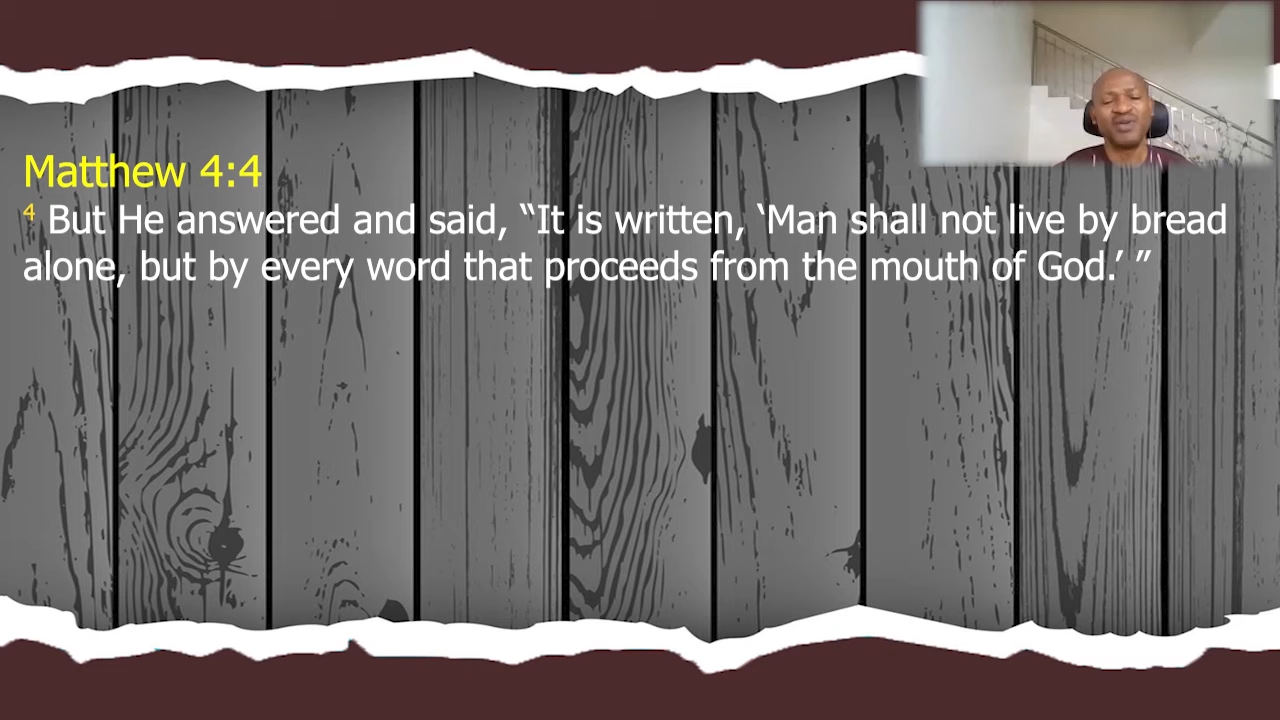 Matthew 4:4
4 But He answered and said, “It is written, ‘Man shall not live by bread
alone, but by every word that proceeds from the mouth of God.’ ”